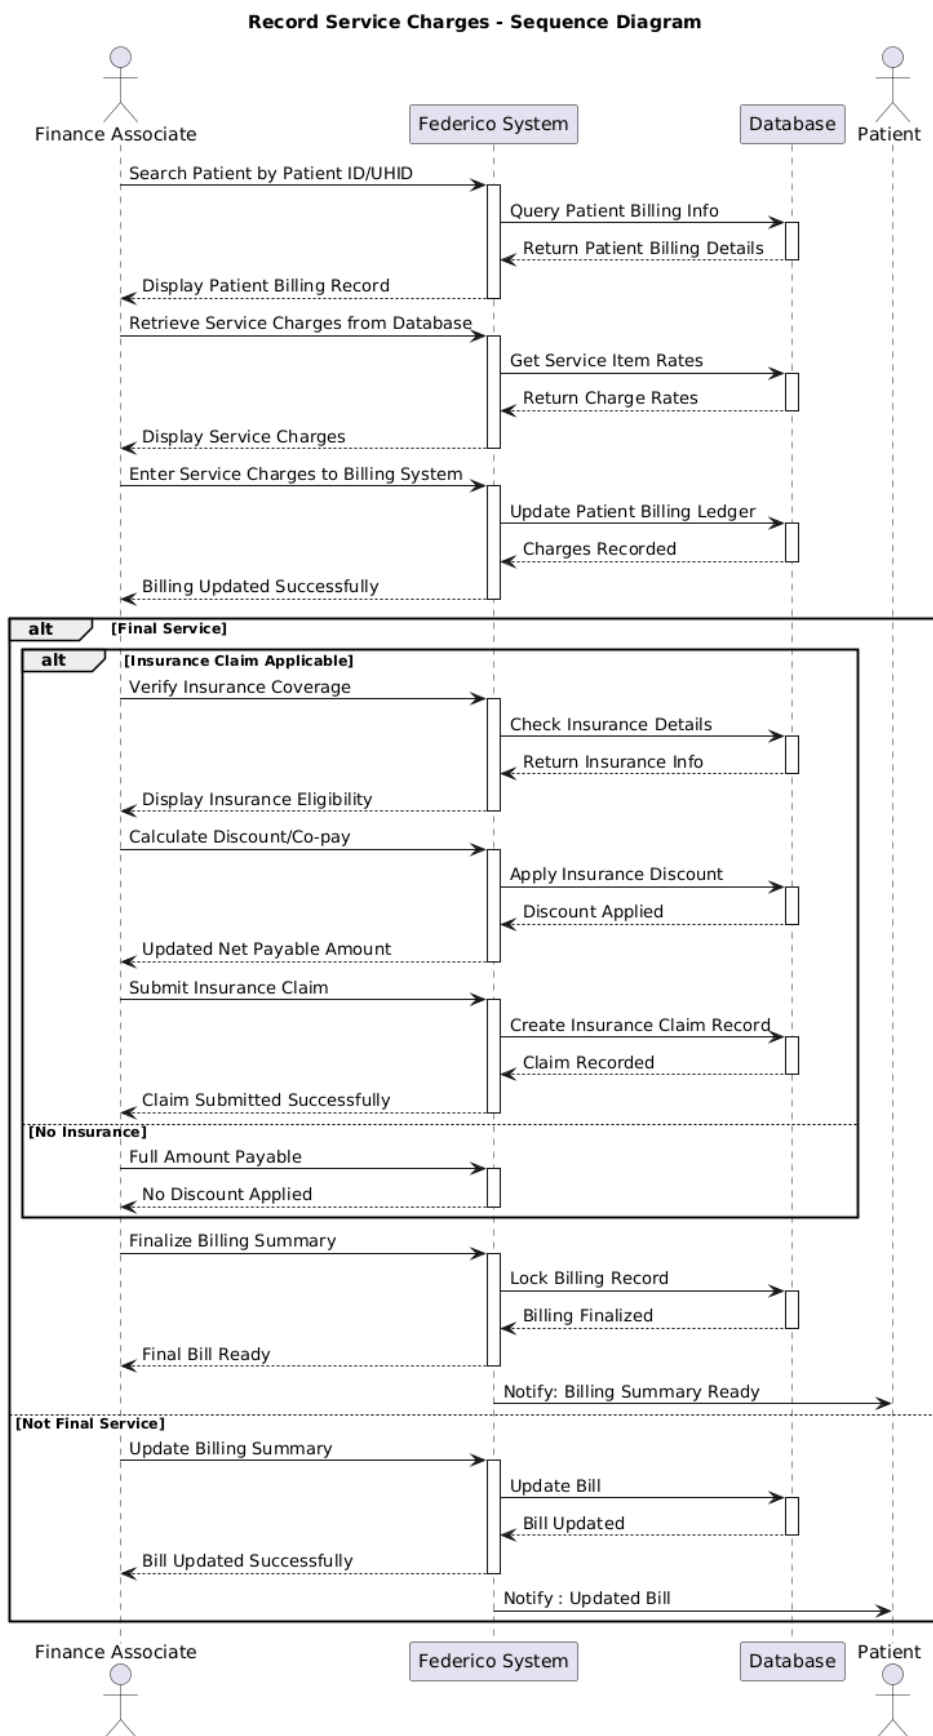 Record Service Charges - Sequence Diagram
Finance Associate
Federico System
Database
Patient
Search Patient by Patient ID/UHID
Query Patient Billing Info
Return Patient Billing Details
Display Patient Billing Record
Retrieve Service Charges from Database
Get Service Item Rates
Return Charge Rates
Display Service Charges
Enter Service Charges to Billing System
Update Patient Billing Ledger
Charges Recorded
Billing Updated Successfully
alt [Final Service]
alt [Insurance Claim Applicable]
Verify Insurance Coverage
Check Insurance Details
Return Insurance Info
Display Insurance Eligibility
Calculate Discount/Co-pay
Apply Insurance Discount
Discount Applied
Updated Net Payable Amount
Submit Insurance Claim
Create Insurance Claim Record
Claim Recorded
Claim Submitted Successfully
[No Insurance]
Full Amount Payable
No Discount Applied
Finalize Billing Summary
Lock Billing Record
Billing Finalized
Final Bill Ready
Notify: Billing Summary Ready
[Not Final Service]
Update Billing Summary
Update Bill
Bill Updated
Bill Updated Successfully
Notify : Updated Bill
Finance Associate
Federico System
Database
Patient